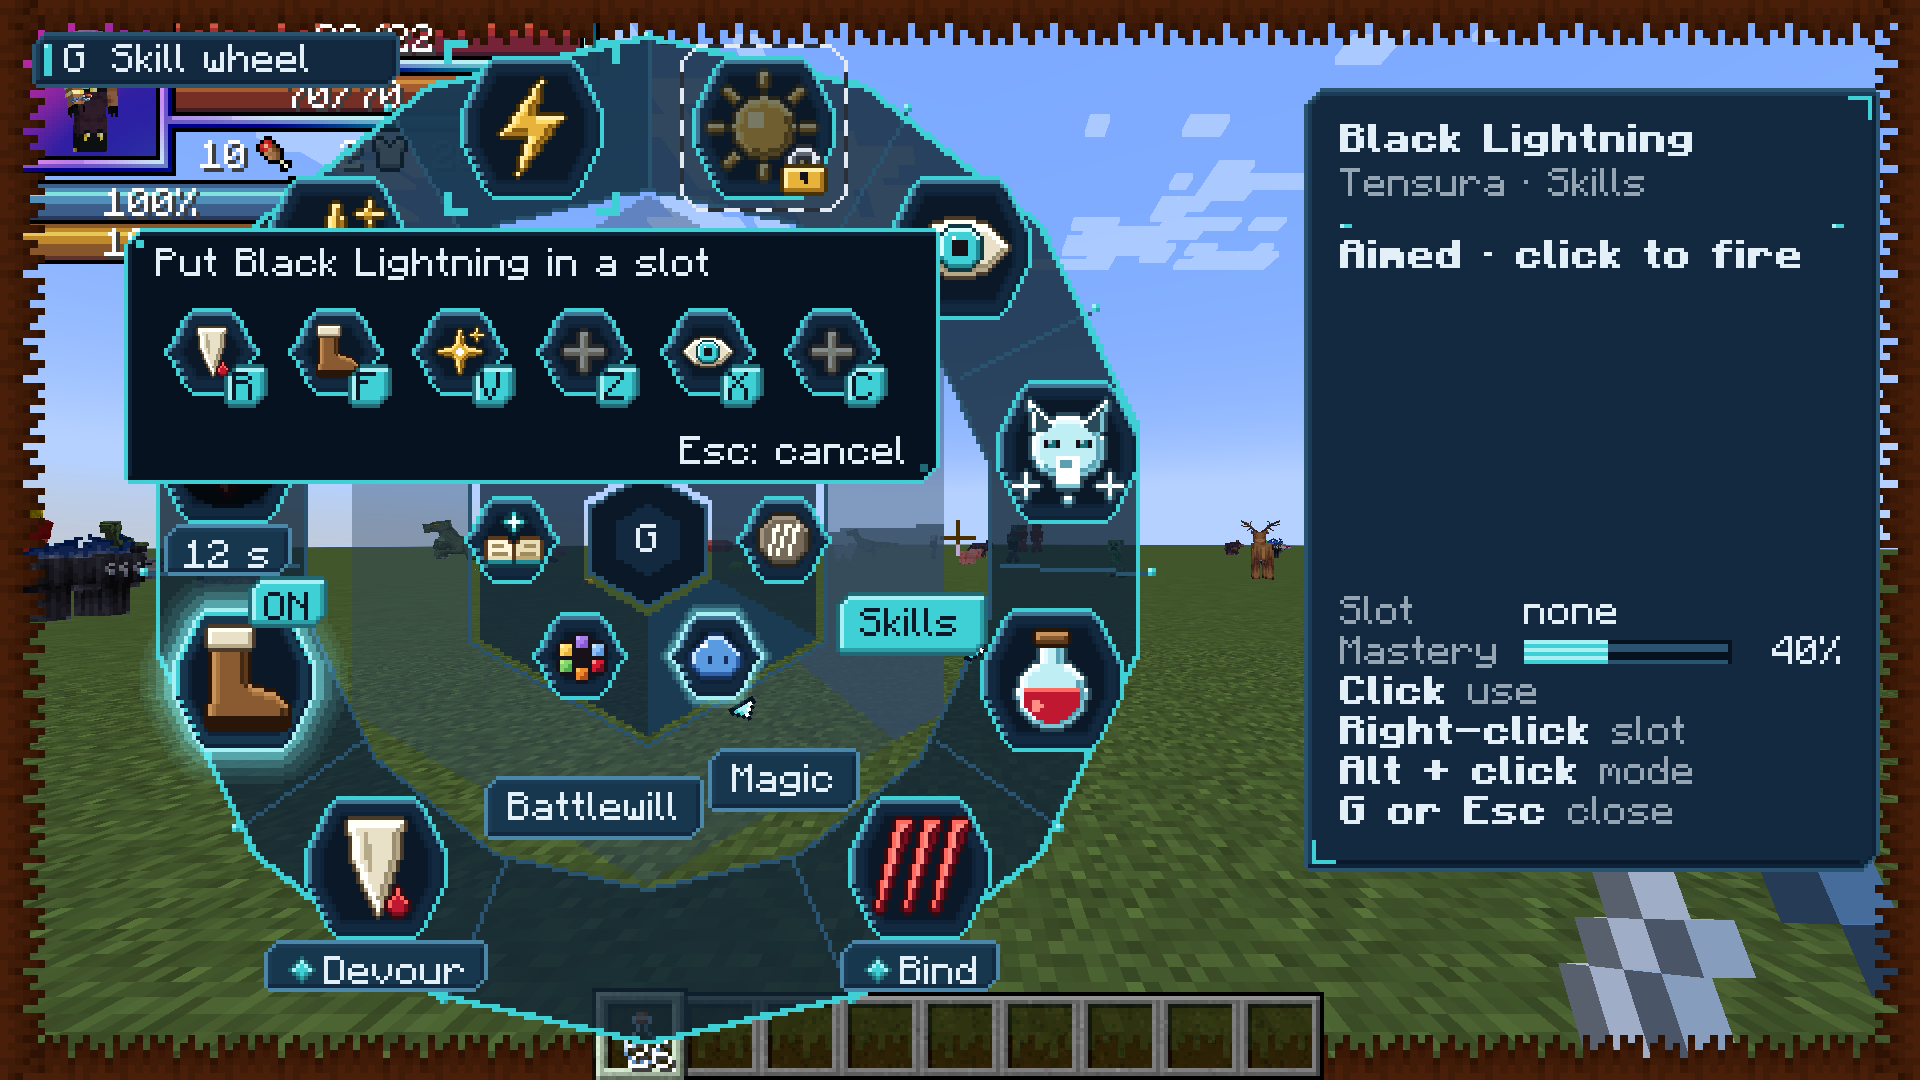 G Skill wheel
70/70
10
100%
Put Black Lightning in a slot
R F V Z X C
Esc: cancel
12 s
ON
G
Skills
Magic
Battlewill
Devour
Bind
26
Black Lightning
Tensura · Skills
Aimed · click to fire
Slot none
Mastery 40%
Click use
Right-click slot
Alt + click mode
G or Esc close